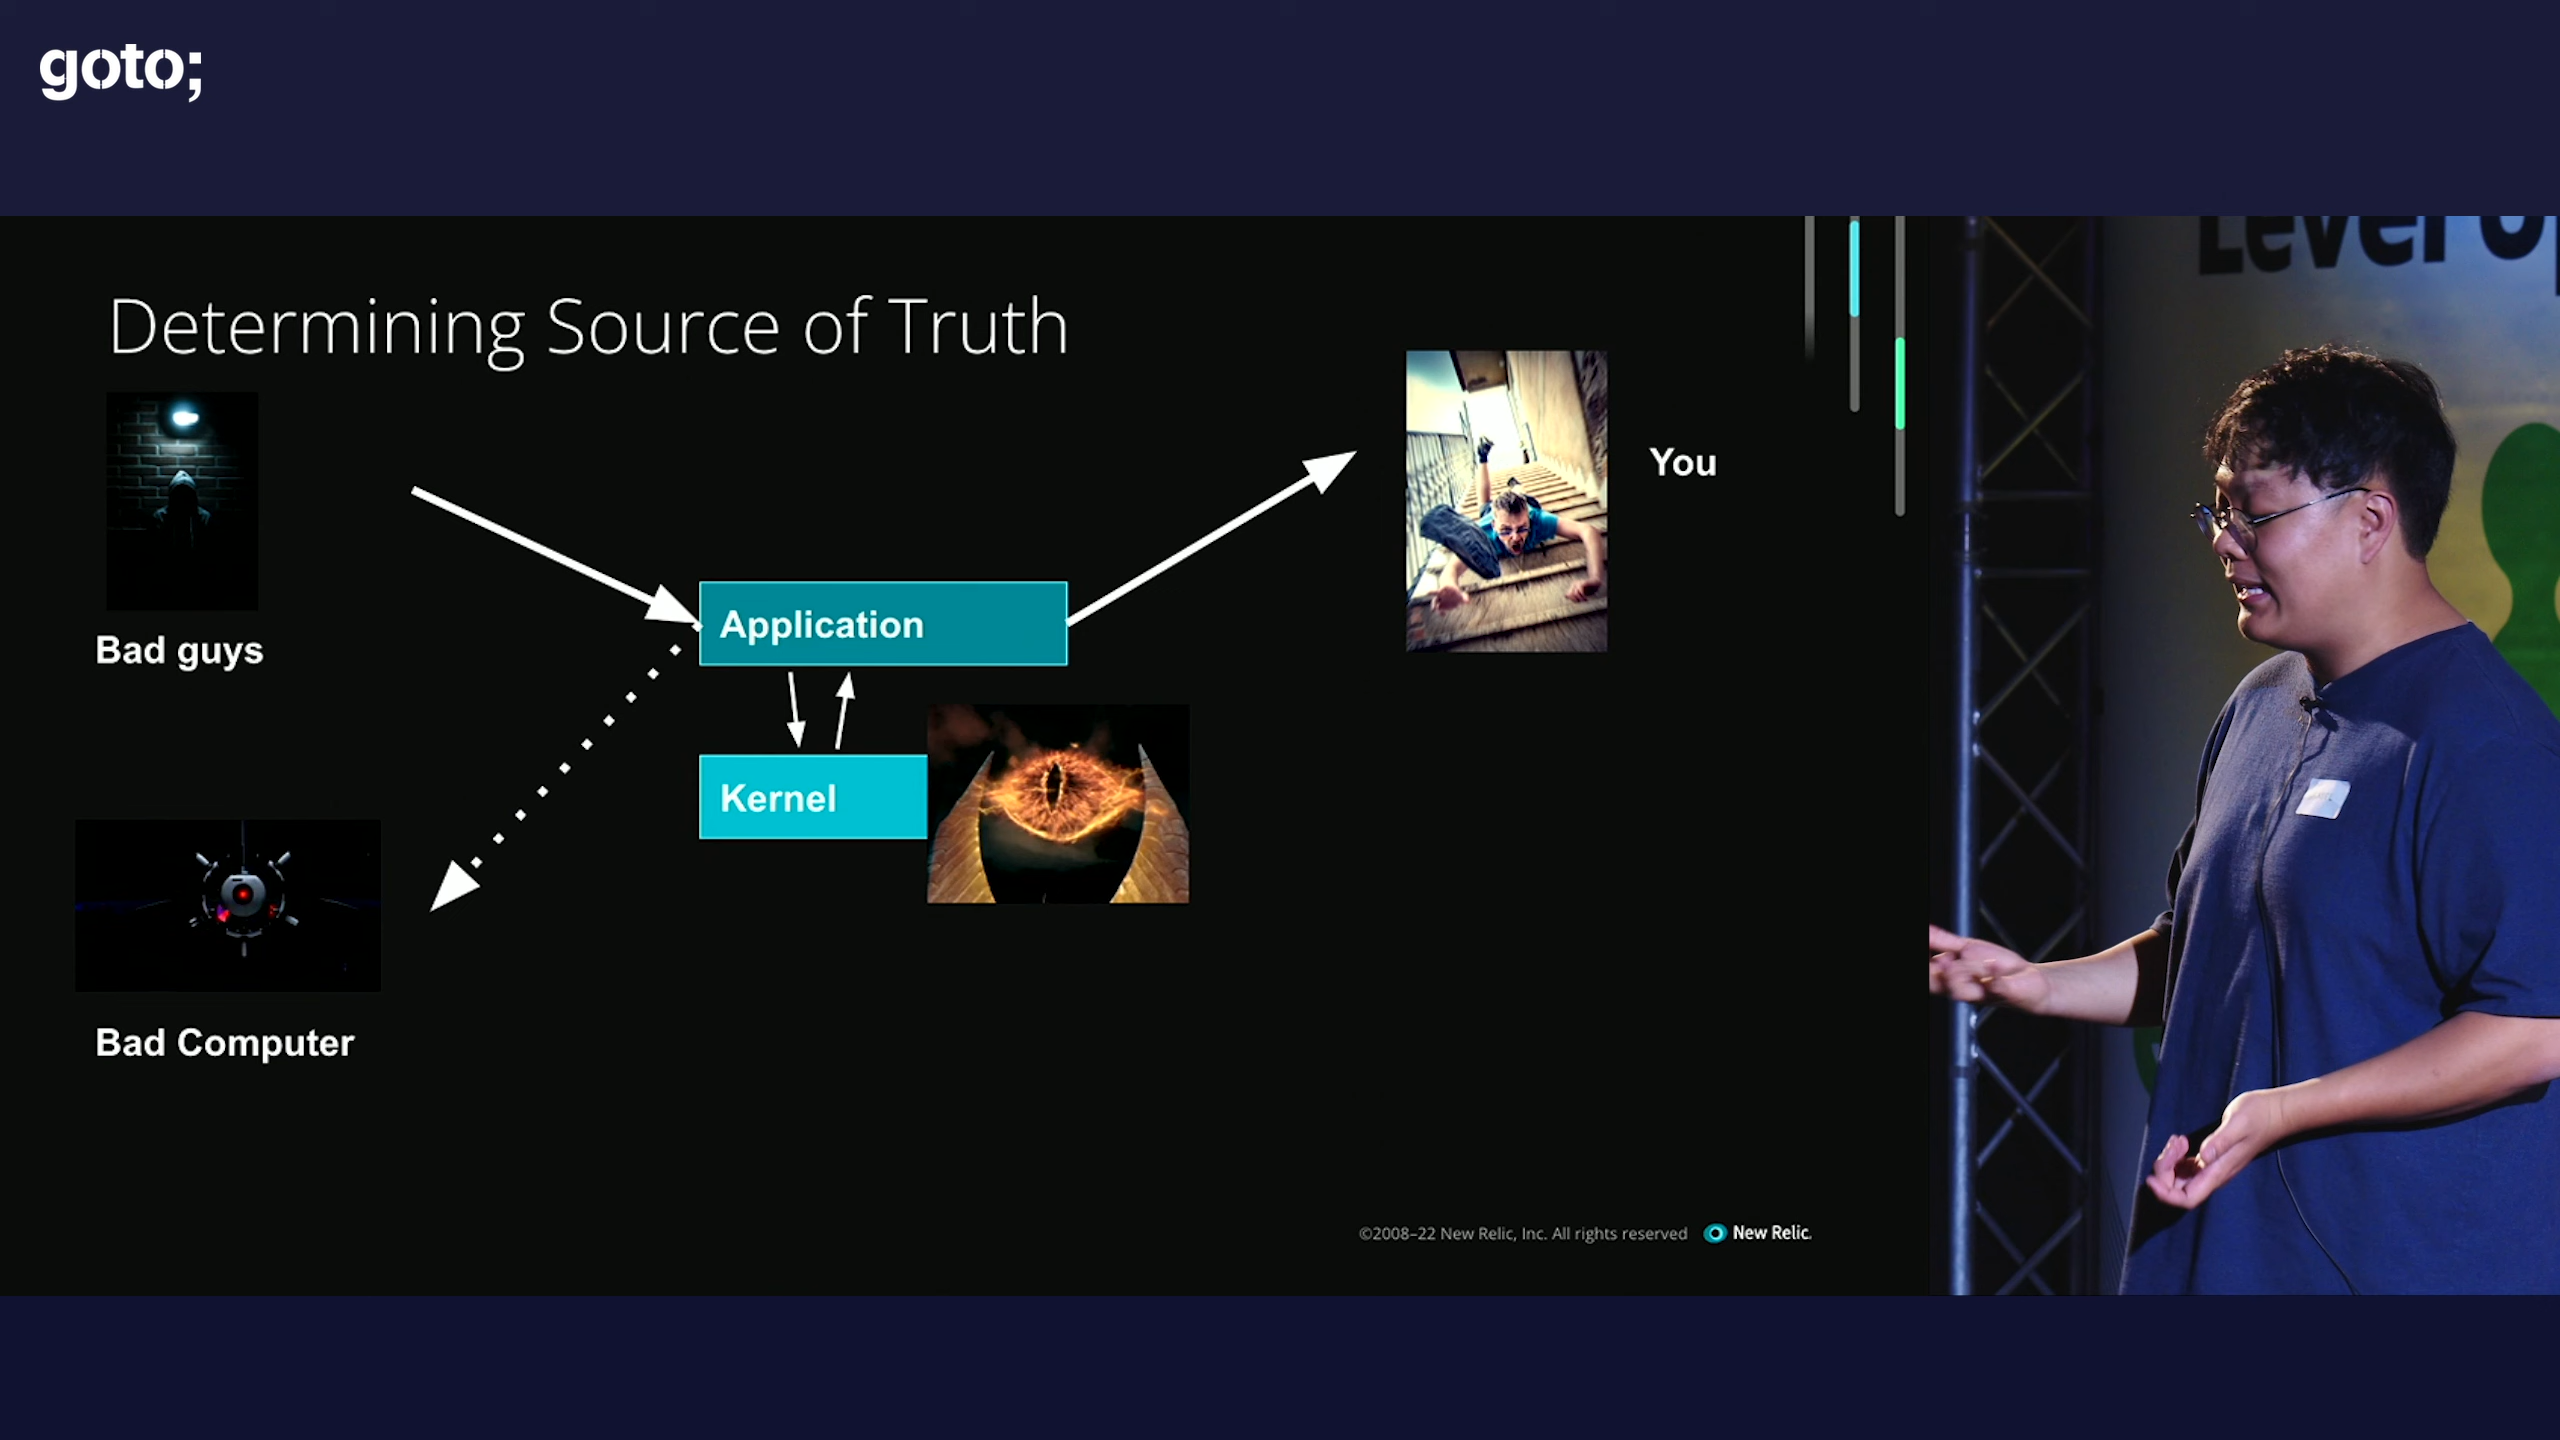 goto;
Determining Source of Truth
You
Application
Bad guys
Kernel
Bad Computer
©2008–22 New Relic, Inc. All rights reserved
New Relic.
Level